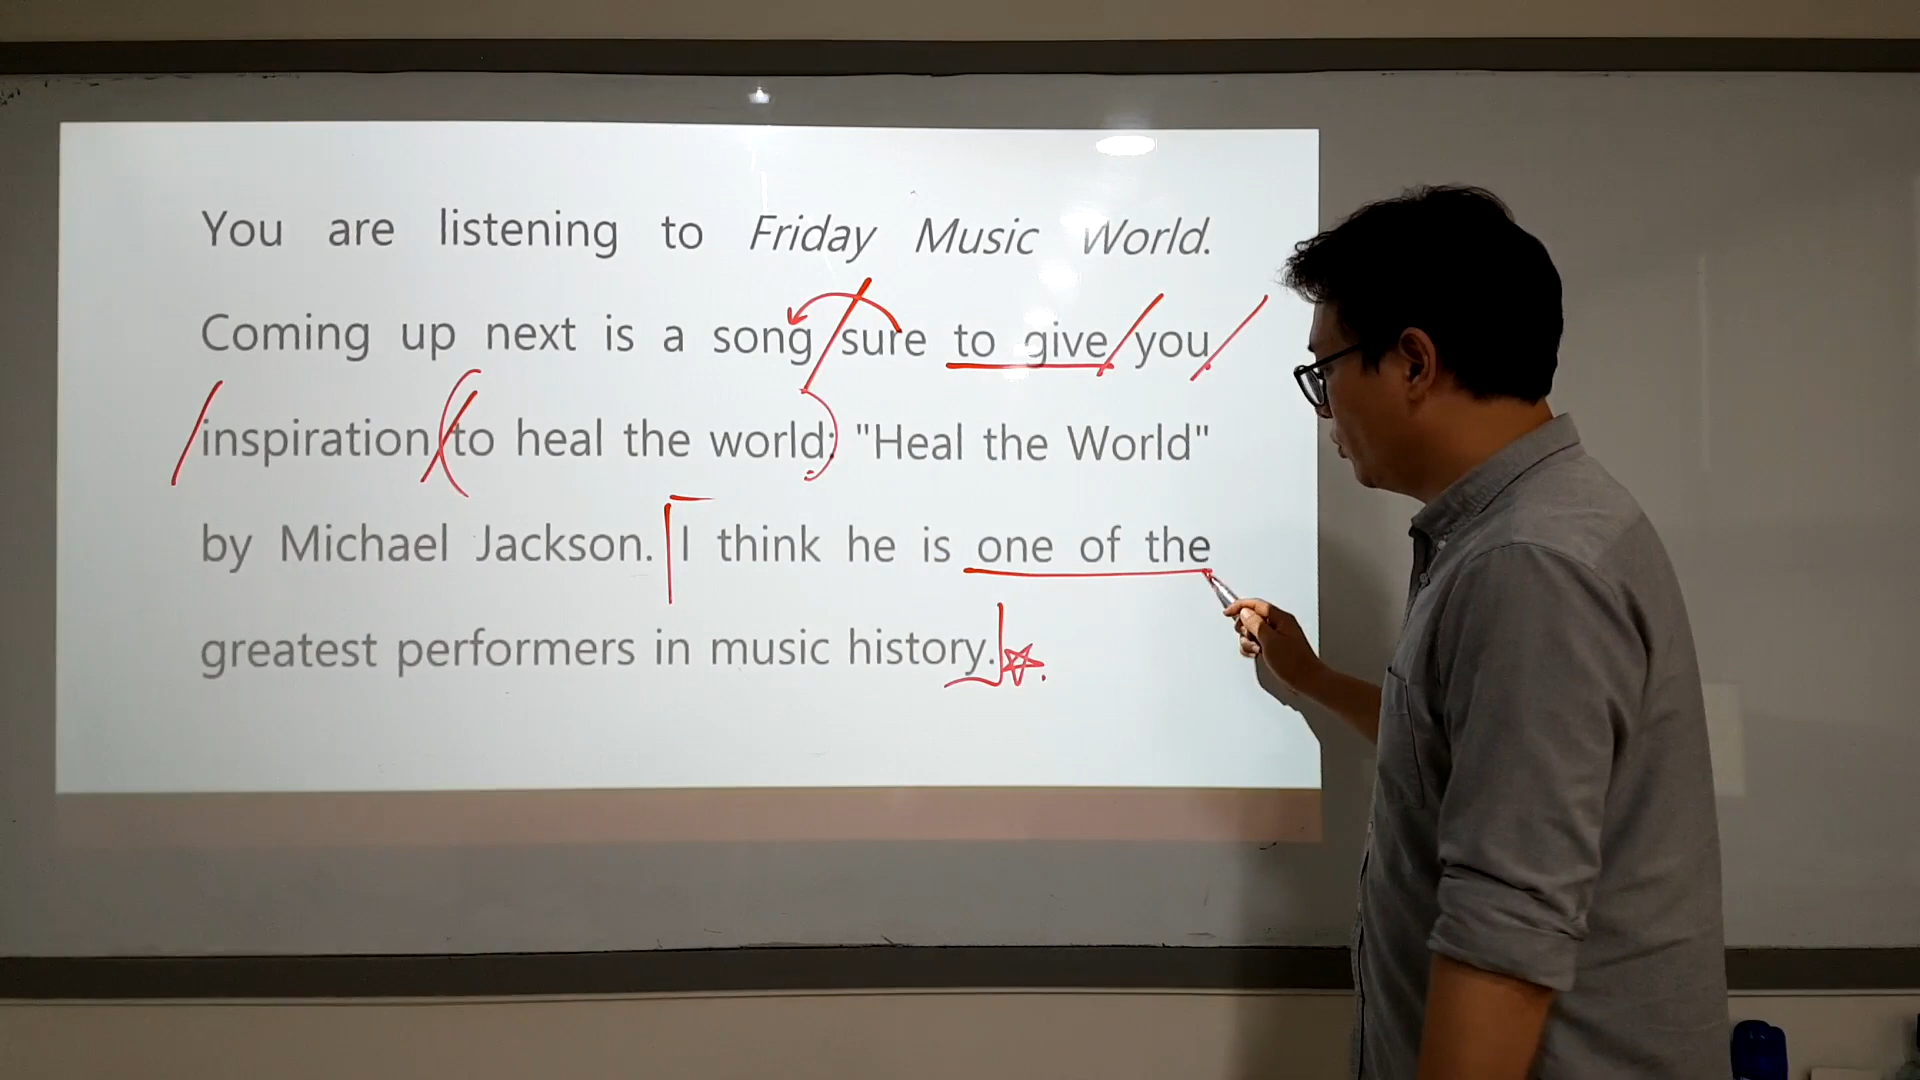 You are listening to Friday Music World.
Coming up next is a song sure to give you
inspiration to heal the world: "Heal the World"
by Michael Jackson. I think he is one of the
greatest performers in music history.